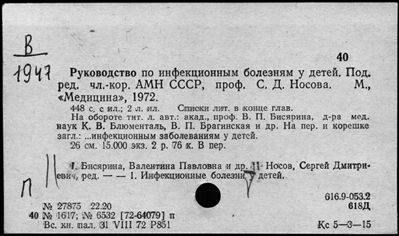 В
1947
40
Руководство по инфекционным болезням у детей. Под.
ред. чл.-кор. АМН СССР, проф. С. Д. Носова. М.,
«Медицина», 1972.
448 с. с ил.; 2 л. ил. Списки лит. в конце глав.
На обороте тит. л. авт.: акад., проф. В. П. Бисярина, д-ра мед.
наук К. В. Блюменталь, В. П. Брагинская и др. На пер. и корешке
загл.: ...инфекционным заболеваниям у детей.
26 см. 15.000 экз. 2 р. 76 к. В пер.
I. Бисярина, Валентина Павловна и др. II. Носов, Сергей Дмитри-
евич, ред. — — 1. Инфекционные болезни у детей.
П
616.9-053.2
№ 27875 22.20 618Д
40 № 1617; № 6532 [72-64079] п
Вс. кн. пал. 31 VIII 72 Р851 Кс 5—3—15